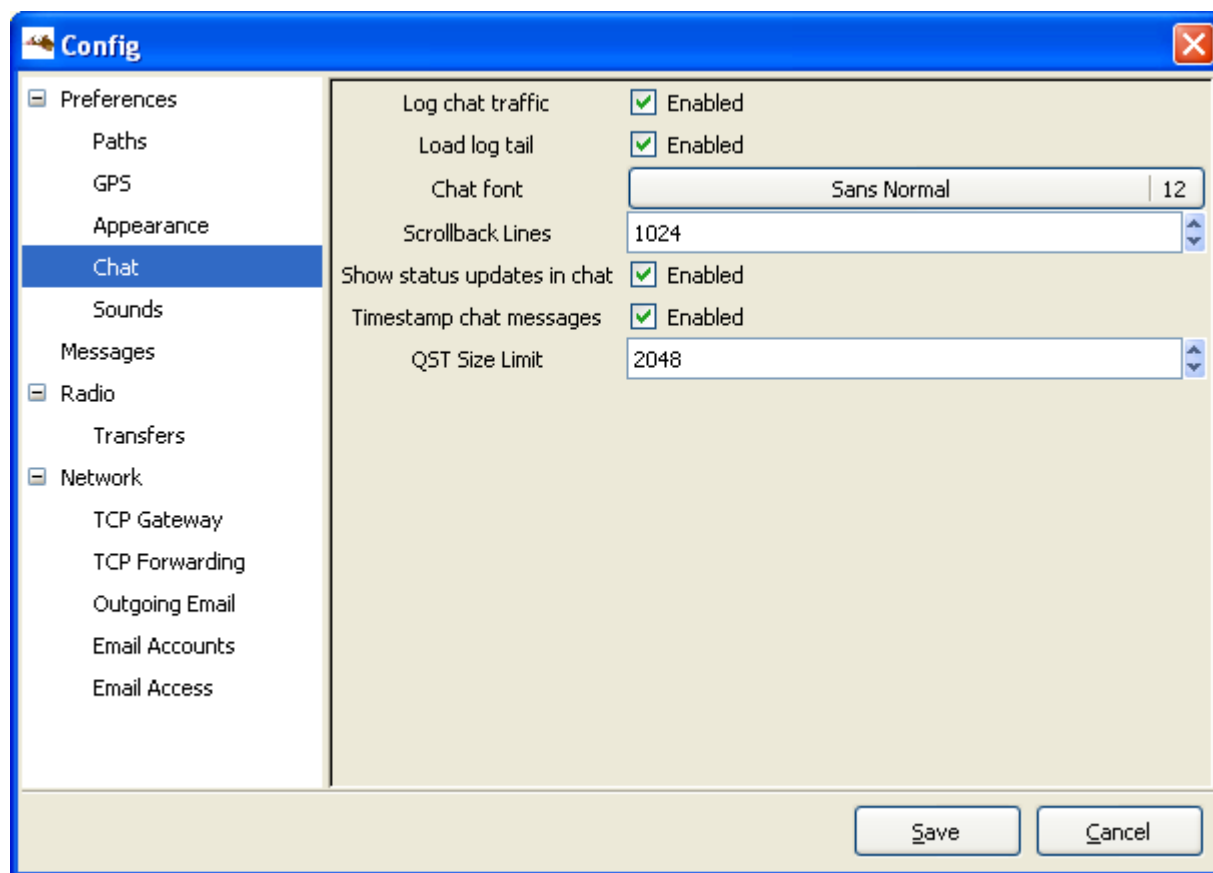 Config
Preferences
Paths
GPS
Appearance
Chat
Sounds
Messages
Radio
Transfers
Network
TCP Gateway
TCP Forwarding
Outgoing Email
Email Accounts
Email Access
Log chat traffic Enabled
Load log tail Enabled
Chat font Sans Normal 12
Scrollback Lines 1024
Show status updates in chat Enabled
Timestamp chat messages Enabled
QST Size Limit 2048
Save Cancel